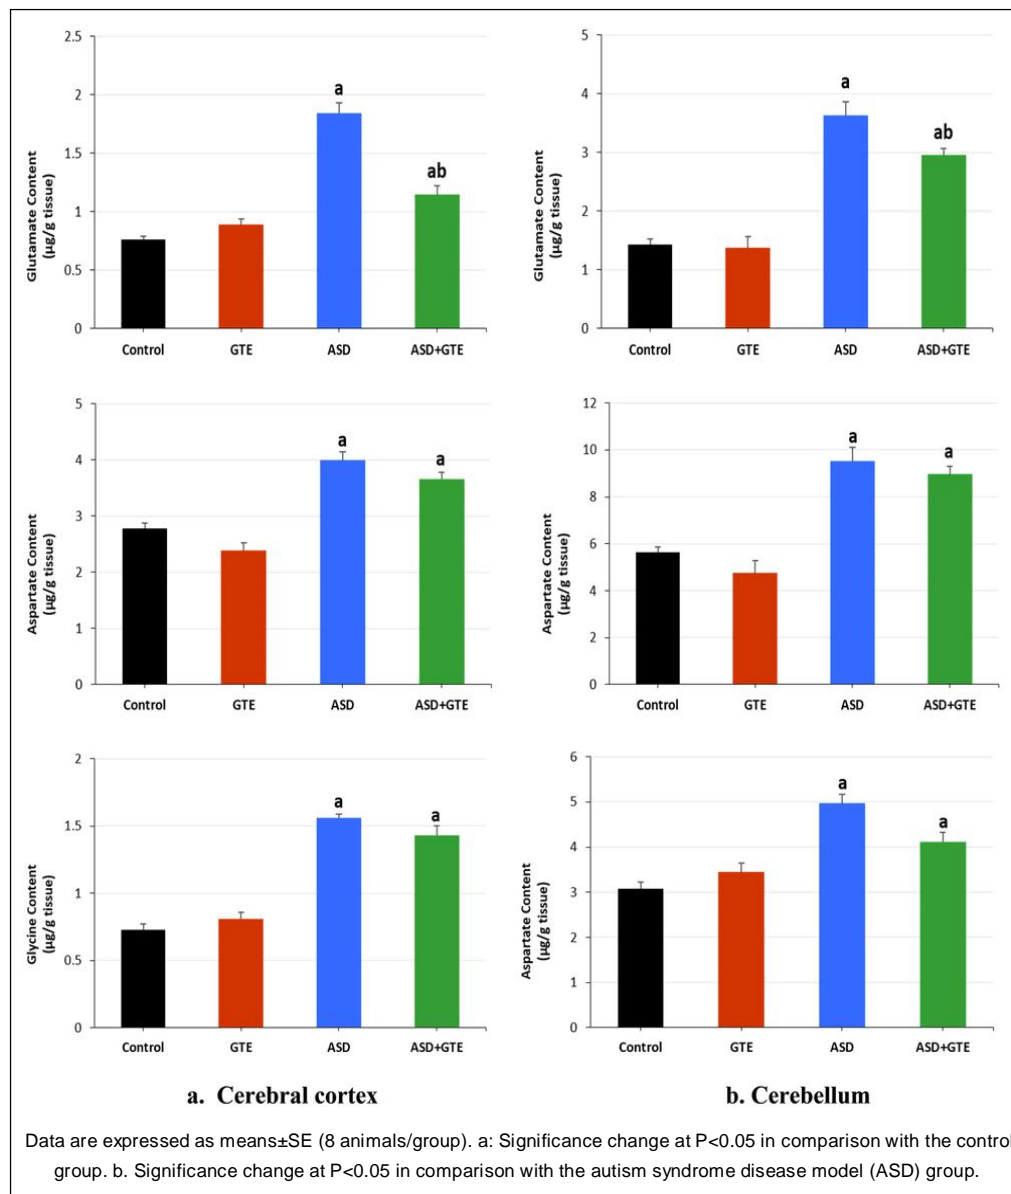 2.5
2
1.5
1
0.5
0
Glutamate Content
(µg/g tissue)
a
ab
Control GTE ASD ASD+GTE
5
4
3
2
1
0
Glutamate Content
(µg/g tissue)
a
ab
Control GTE ASD ASD+GTE
5
4
3
2
1
0
Aspartate Content
(µg/g tissue)
a
a
Control GTE ASD ASD+GTE
12
10
8
6
4
2
0
Aspartate Content
(µg/g tissue)
a
a
Control GTE ASD ASD+GTE
2
1.5
1
0.5
0
Glycine Content
(µg/g tissue)
a
a
Control GTE ASD ASD+GTE
6
5
4
3
2
1
0
Aspartate Content
(µg/g tissue)
a
a
Control GTE ASD ASD+GTE
a. Cerebral cortex
b. Cerebellum
Data are expressed as means±SE (8 animals/group). a: Significance change at P<0.05 in comparison with the control
group. b. Significance change at P<0.05 in comparison with the autism syndrome disease model (ASD) group.